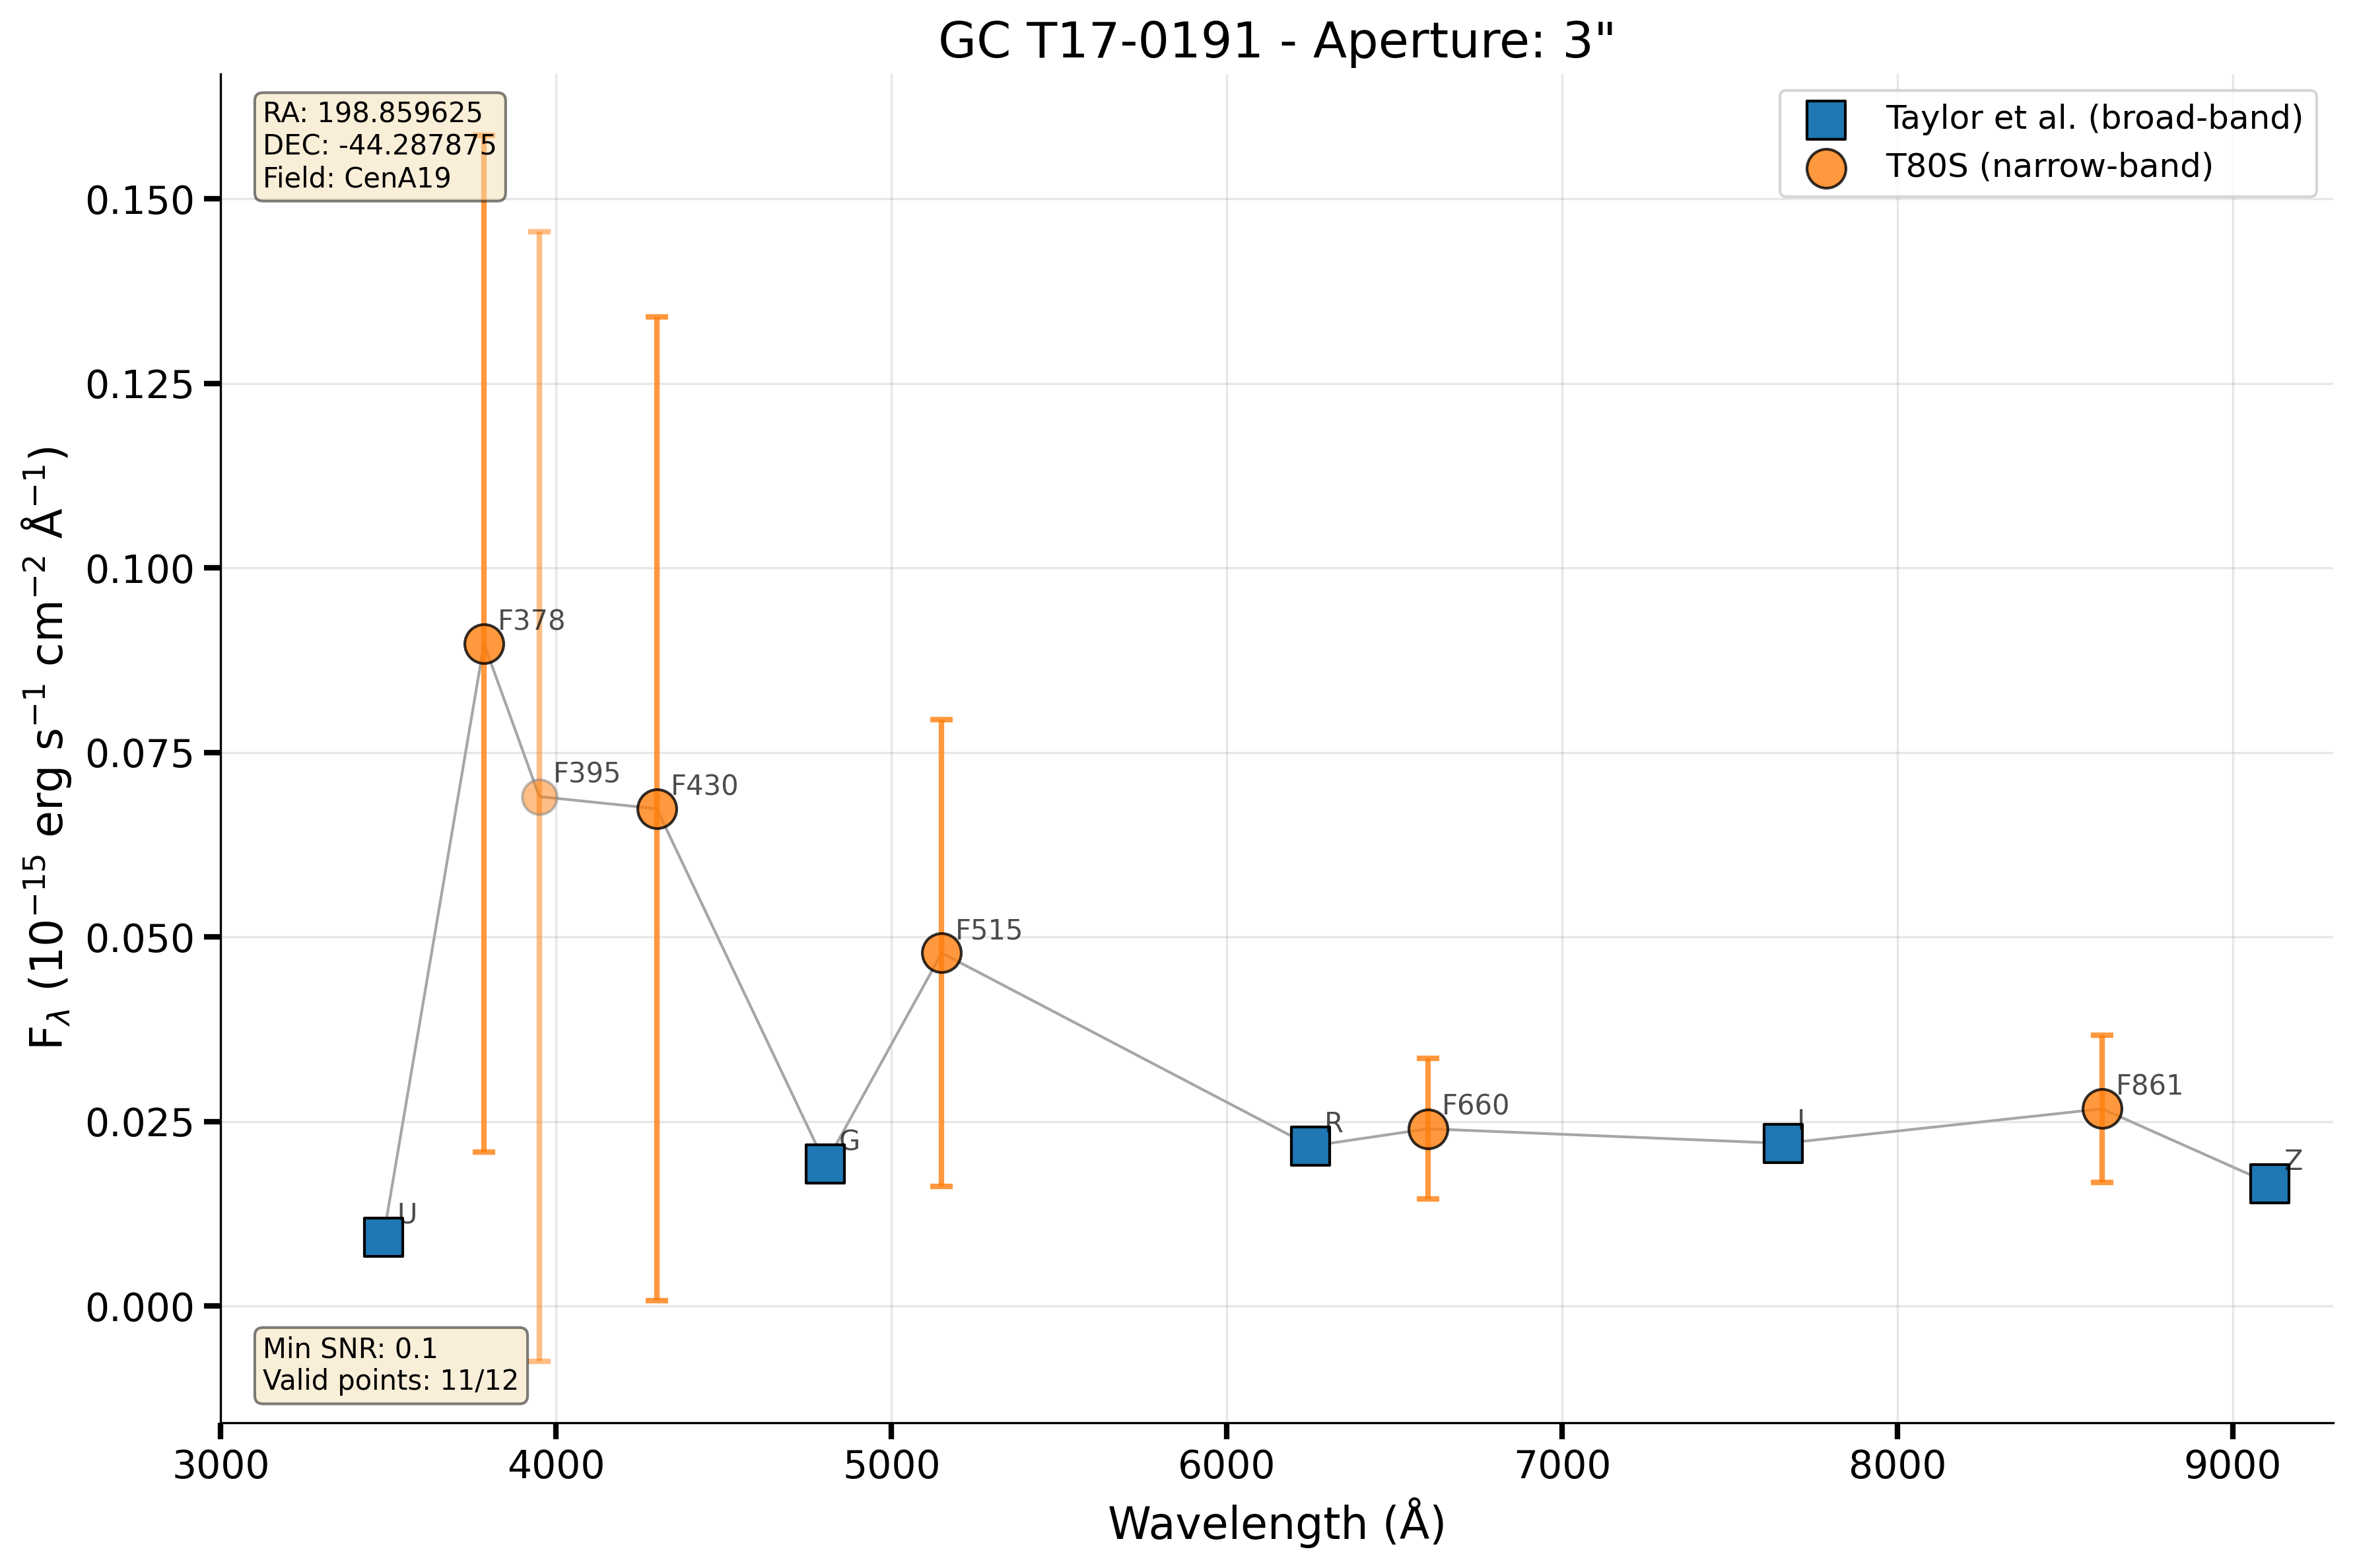 GC T17-0191 - Aperture: 3"
RA: 198.859625
DEC: -44.287875
Field: CenA19
Taylor et al. (broad-band)
T80S (narrow-band)
F_λ (10⁻¹⁵ erg s⁻¹ cm⁻² Å⁻¹)
0.150
0.125
0.100
0.075
0.050
0.025
0.000
F378
F395
F430
F515
F660
F861
U
G
R
I
Z
Min SNR: 0.1
Valid points: 11/12
3000
4000
5000
6000
7000
8000
9000
Wavelength (Å)